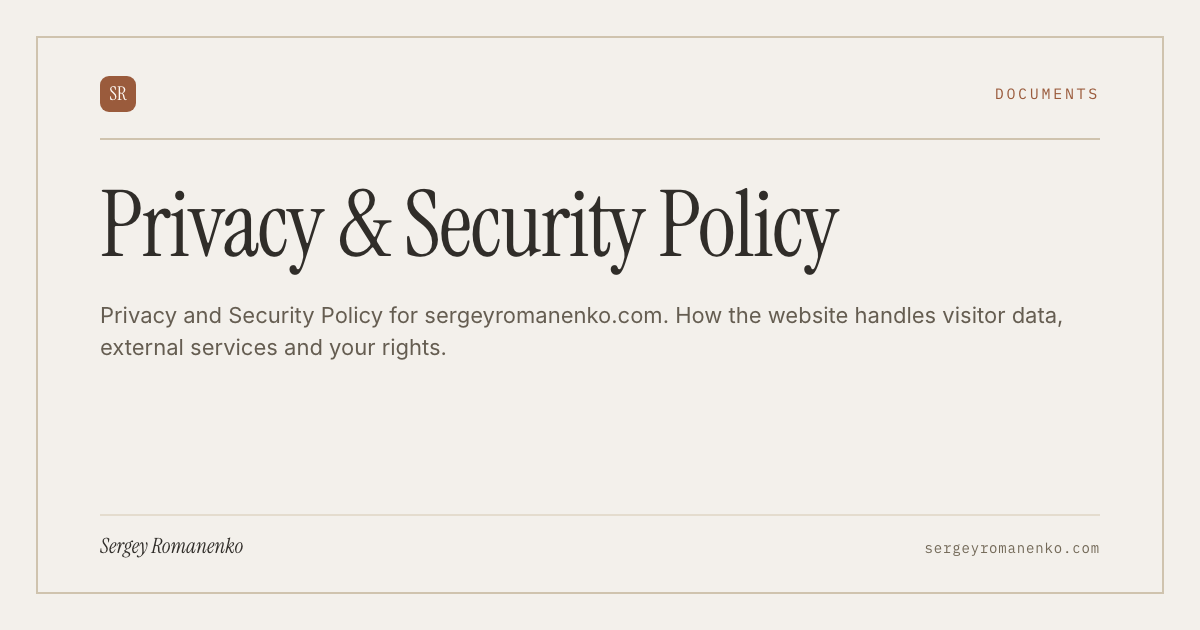 SR
DOCUMENTS
Privacy & Security Policy
Privacy and Security Policy for sergeyromanenko.com. How the website handles visitor data,
external services and your rights.
Sergey Romanenko
sergeyromanenko.com